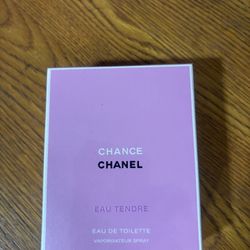 CHANCE
CHANEL
EAU TENDRE
EAU DE TOILETTE
VAPORISATEUR SPRAY